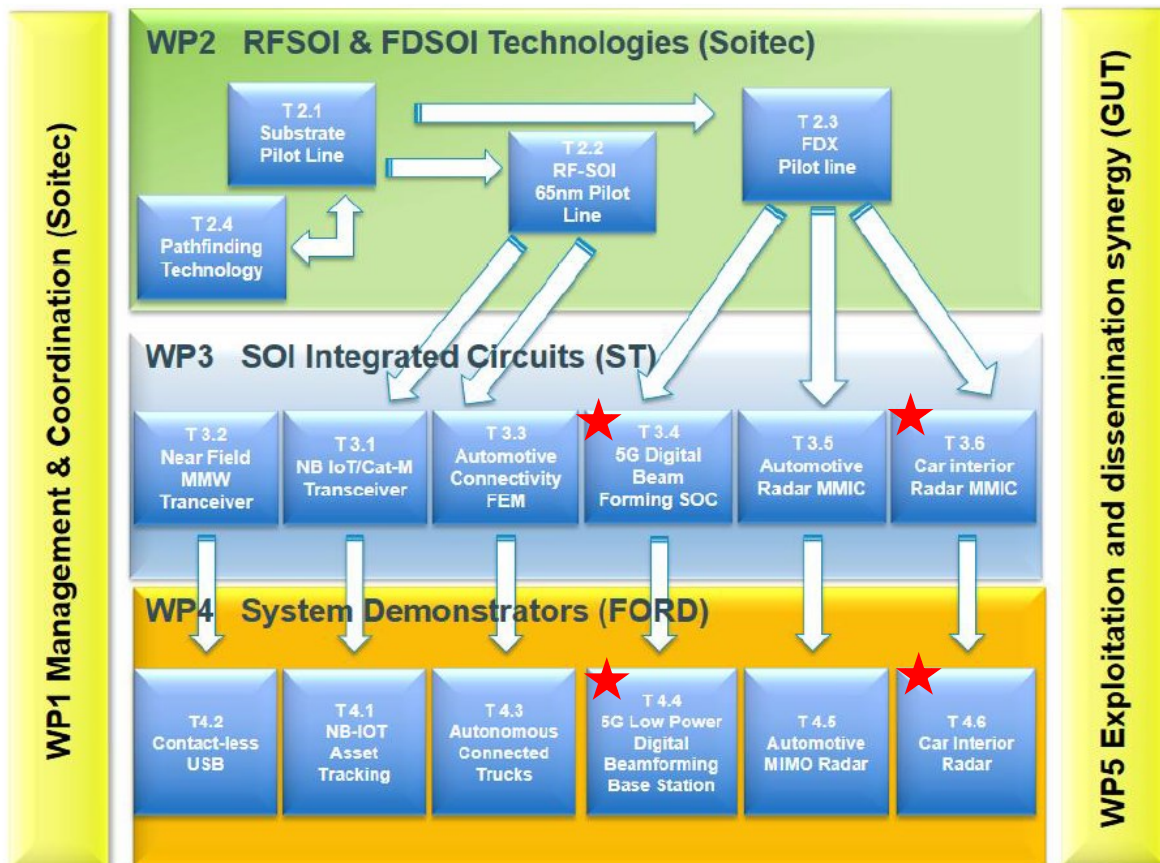 WP1 Management & Coordination (Soitec)
WP2 RFSOI & FDSOI Technologies (Soitec)
T 2.1
Substrate
Pilot Line
T 2.2
RF-SOI
65nm Pilot
Line
T 2.3
FDX
Pilot line
T 2.4
Pathfinding
Technology
WP3 SOI Integrated Circuits (ST)
T 3.2
Near Field
MMW
Tranceiver
T 3.1
NB IoT/Cat-M
Transceiver
T 3.3
Automotive
Connectivity
FEM
T 3.4
5G Digital
Beam
Forming SOC
T 3.5
Automotive
Radar MMIC
T 3.6
Car interior
Radar MMIC
WP4 System Demonstrators (FORD)
T4.2
Contact-less
USB
T 4.1
NB-IOT
Asset
Tracking
T 4.3
Autonomous
Connected
Trucks
T 4.4
5G Low Power
Digital
Beamforming
Base Station
T 4.5
Automotive
MIMO Radar
T 4.6
Car Interior
Radar
WP5 Exploitation and dissemination synergy (GUT)